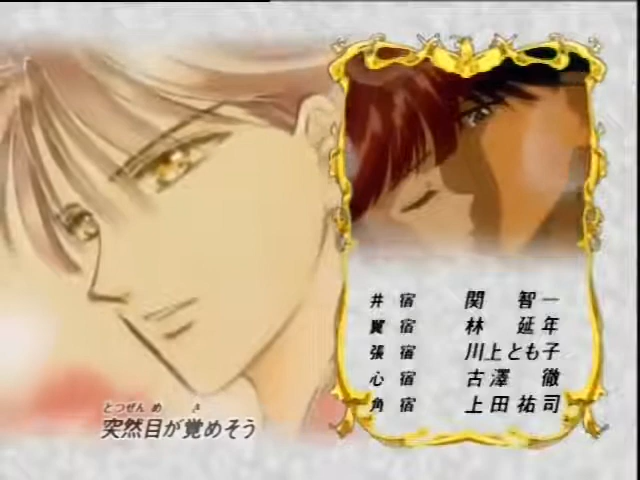 井宿 関智一
翼宿 林延年
張宿 川上とも子
心宿 古澤徹
角宿 上田祐司
とつぜんめ さ
突然目が覚めそう